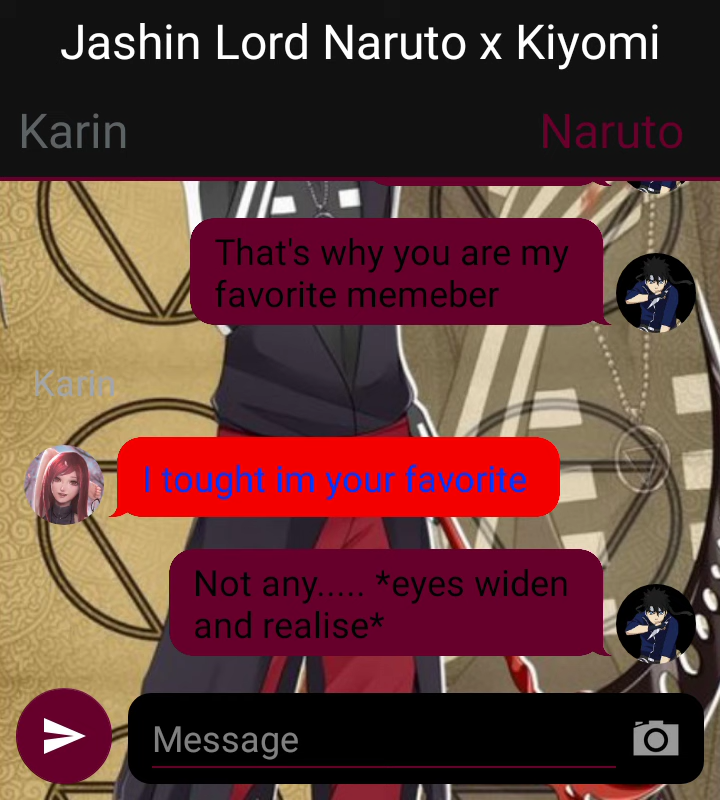 Jashin Lord Naruto x Kiyomi
Karin
Naruto
That's why you are my
favorite memeber
Karin
I tought im your favorite
Not any..... *eyes widen
and realise*
Message